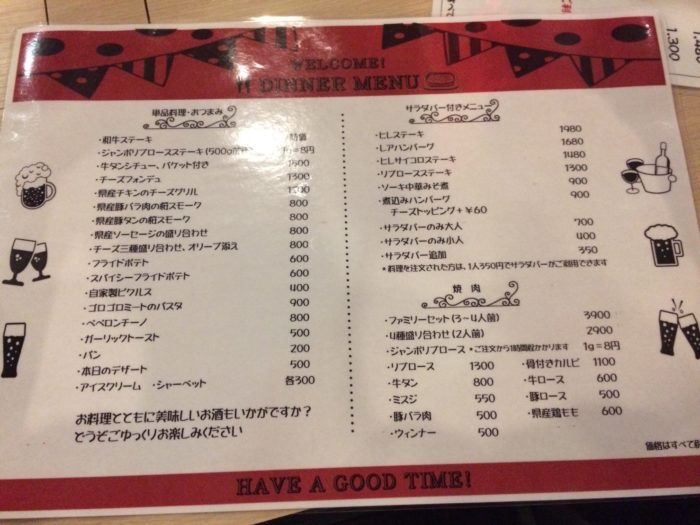 1,480
1,300
WELCOME!
DINNER MENU
単品料理・おつまみ
・和牛ステーキ 時価
・ジャンボリブロースステーキ (500g前後) 1g=8円
・牛タンシチュー、バケット付き 1500
・チーズフォンデュ 1300
・県産チキンのチーズグリル
・県産豚バラ肉の糀スモーク 800
・県産豚タンの糀スモーク 800
・県産ソーセージの盛り合わせ 800
・チーズ三種盛り合わせ、オリーブ添え 800
・フライドポテト 600
・スパイシーフライドポテト 600
・自家製ピクルス 400
・ゴロゴロミートのパスタ 900
・ペペロンチーノ 800
・ガーリックトースト 500
・パン 200
・本日のデザート 500
・アイスクリーム ・シャーベット 各300
お料理とともに美味しいお酒もいかがですか?
どうぞごゆっくりお楽しみください
サラダバー付きメニュー
・ヒレステーキ 1980
・レアハンバーグ 1680
・ヒレサイコロステーキ 1480
・リブロースステーキ 1300
・ソーキ中華みそ煮 900
・煮込みハンバーグ 900
チーズトッピング+¥60
・サラダバーのみ大人 700
・サラダバーのみ小人 400
・サラダバー追加 350
*料理を注文された方は、1人350円でサラダバーがご利用できます
焼肉
・ファミリーセット(3~4人前) 3900
・4種盛り合わせ(2人前) 2900
・ジャンボリブロース *ご注文から1時間程かかります 1g=8円
・リブロース 1300 ・骨付きカルビ 1100
・牛タン 800 ・牛ロース 600
・ミスジ 550 ・豚ロース 500
・豚バラ肉 500 ・県産鶏モモ 600
・ウィンナー 500
価格はすべて
HAVE A GOOD TIME!